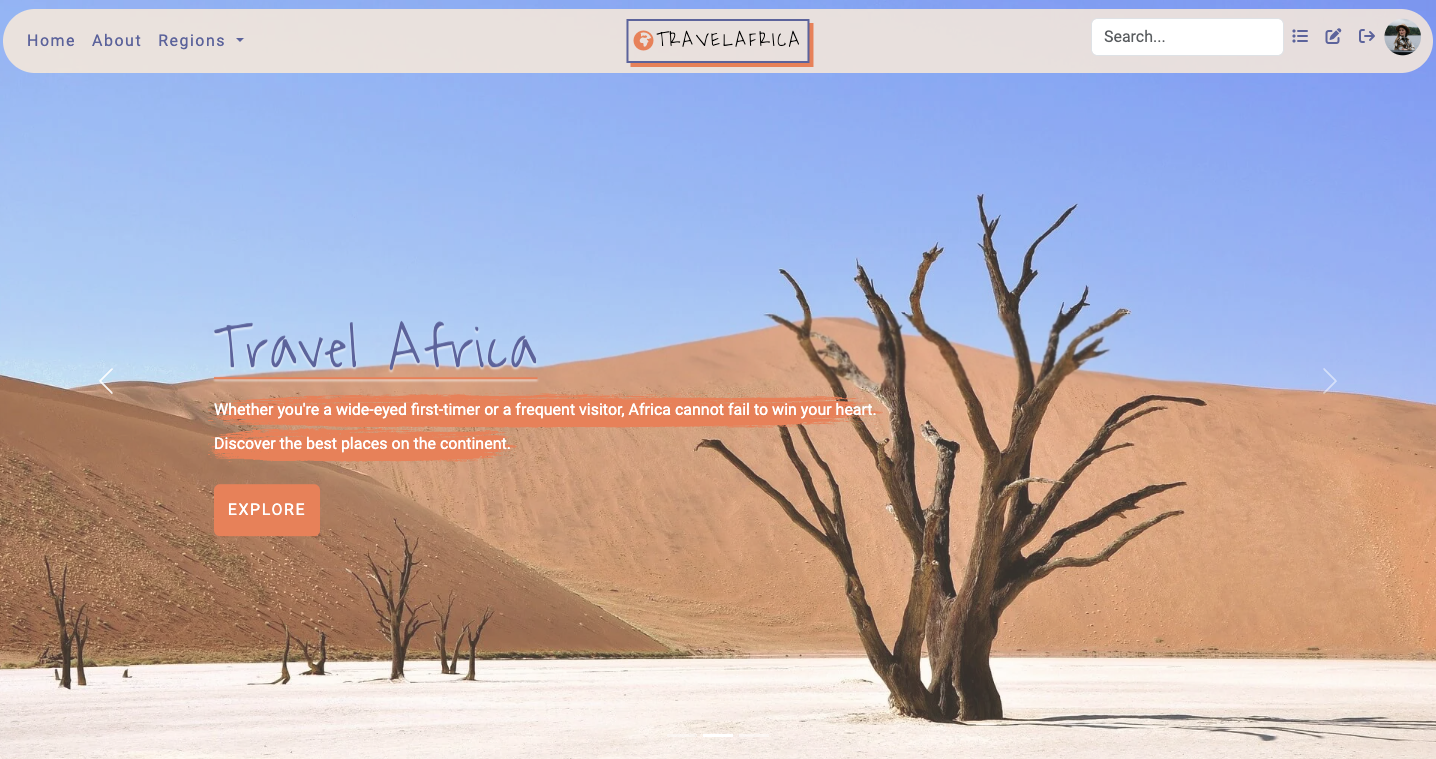 Home About Regions
TRAVELAFRICA
Search...
Travel Africa
Whether you're a wide-eyed first-timer or a frequent visitor, Africa cannot fail to win your heart.
Discover the best places on the continent.
EXPLORE